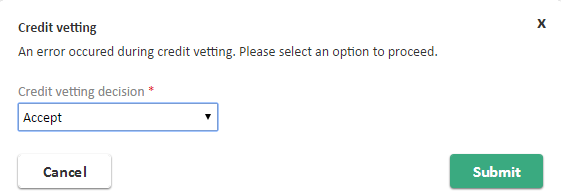 Credit vetting
x
An error occured during credit vetting. Please select an option to proceed.
Credit vetting decision *
Accept
Cancel
Submit